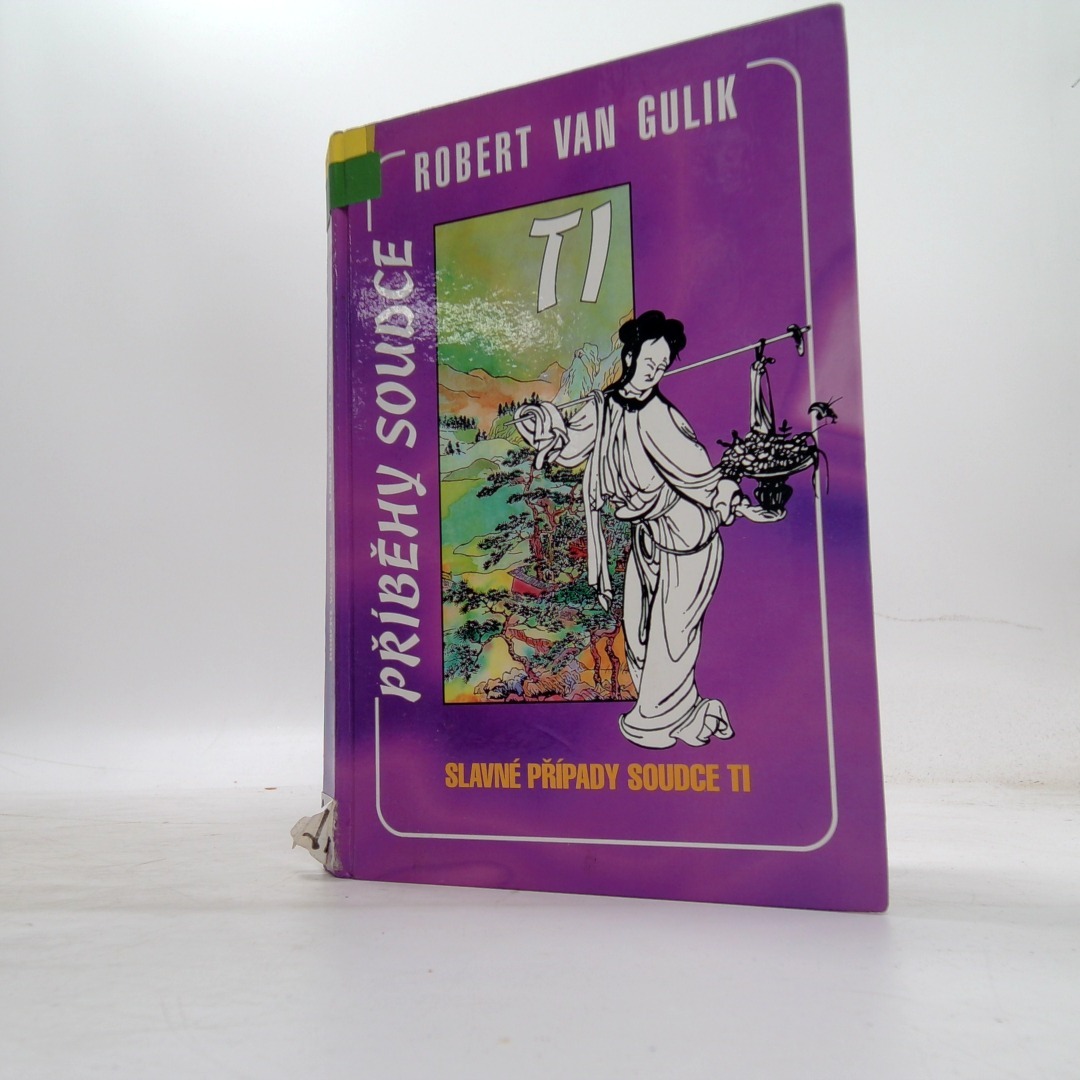 ROBERT VAN GULIK
PŘÍBĚHY SOUDCE
TI
SLAVNÉ PŘÍPADY SOUDCE TI